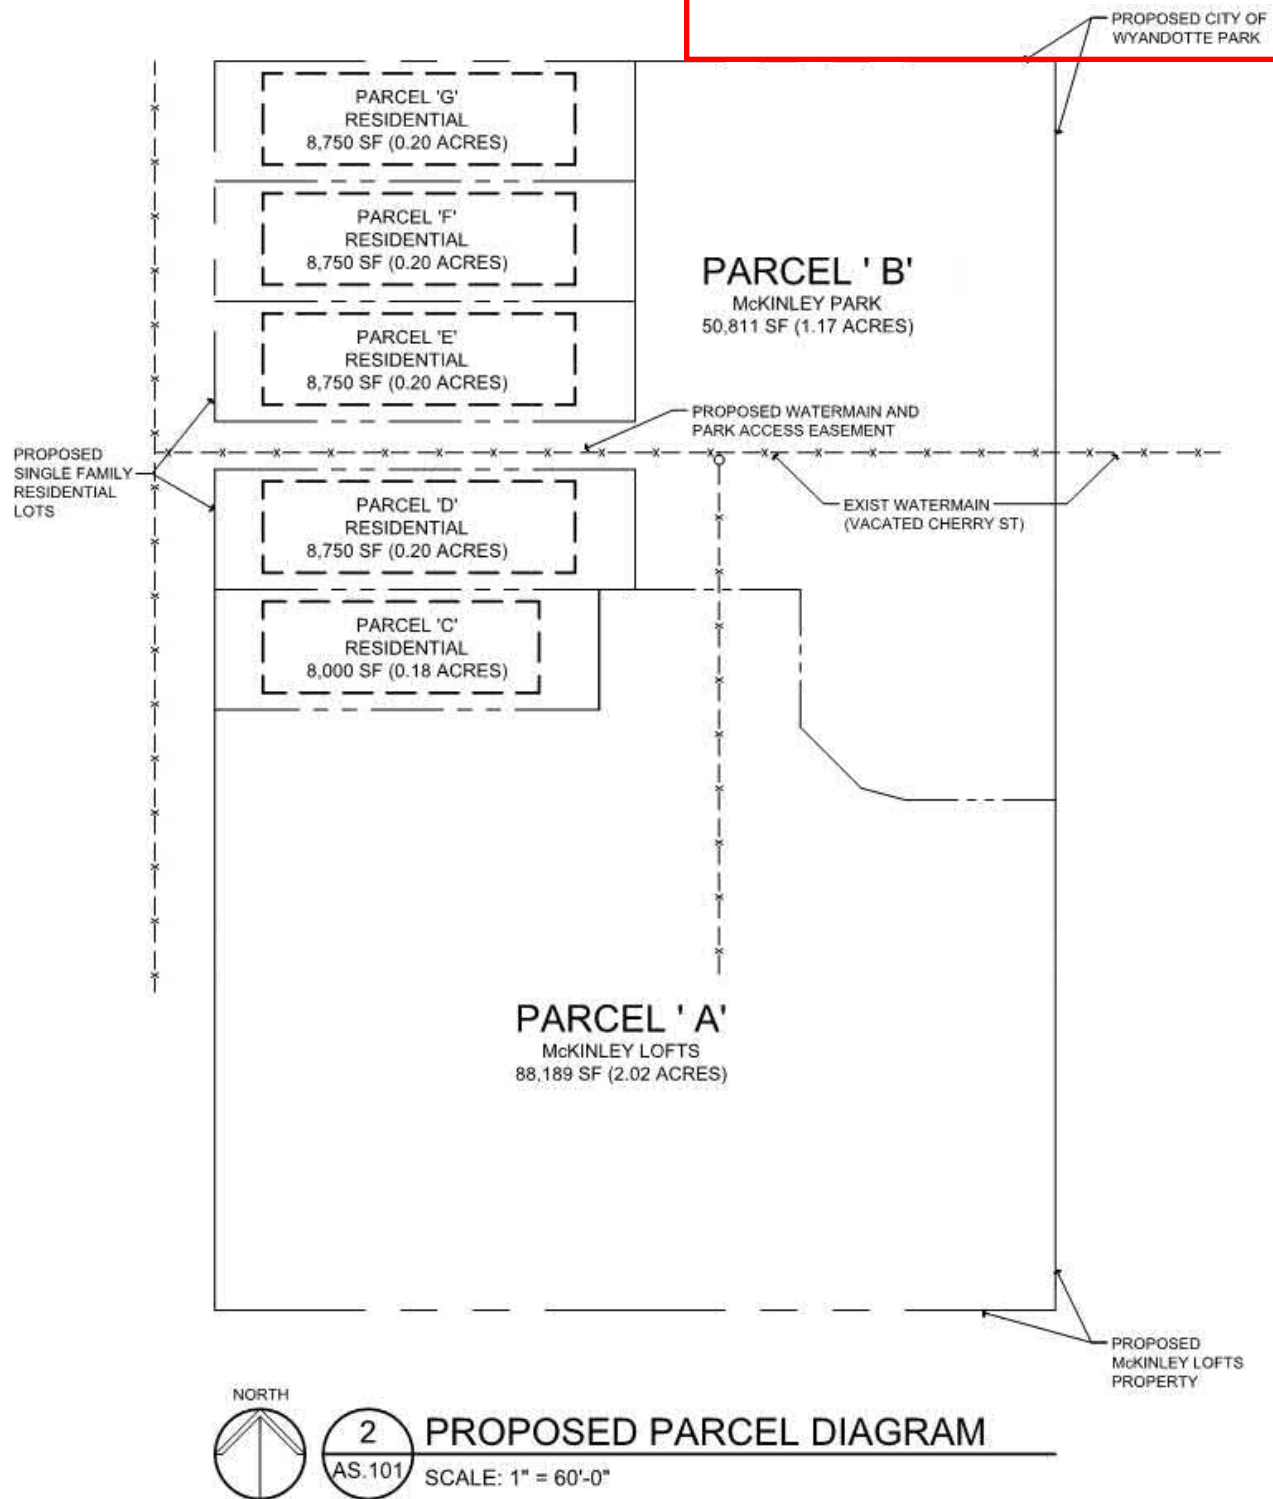 PROPOSED CITY OF
WYANDOTTE PARK
PARCEL 'G'
RESIDENTIAL
8,750 SF (0.20 ACRES)
PARCEL 'F'
RESIDENTIAL
8,750 SF (0.20 ACRES)
PARCEL ' B'
McKINLEY PARK
50,811 SF (1.17 ACRES)
PARCEL 'E'
RESIDENTIAL
8,750 SF (0.20 ACRES)
PROPOSED WATERMAIN AND
PARK ACCESS EASEMENT
PROPOSED
SINGLE FAMILY
RESIDENTIAL
LOTS
PARCEL 'D'
RESIDENTIAL
8,750 SF (0.20 ACRES)
EXIST WATERMAIN
(VACATED CHERRY ST)
PARCEL 'C'
RESIDENTIAL
8,000 SF (0.18 ACRES)
PARCEL ' A'
McKINLEY LOFTS
88,189 SF (2.02 ACRES)
PROPOSED
McKINLEY LOFTS
PROPERTY
NORTH
2
AS.101
PROPOSED PARCEL DIAGRAM
SCALE: 1" = 60'-0"